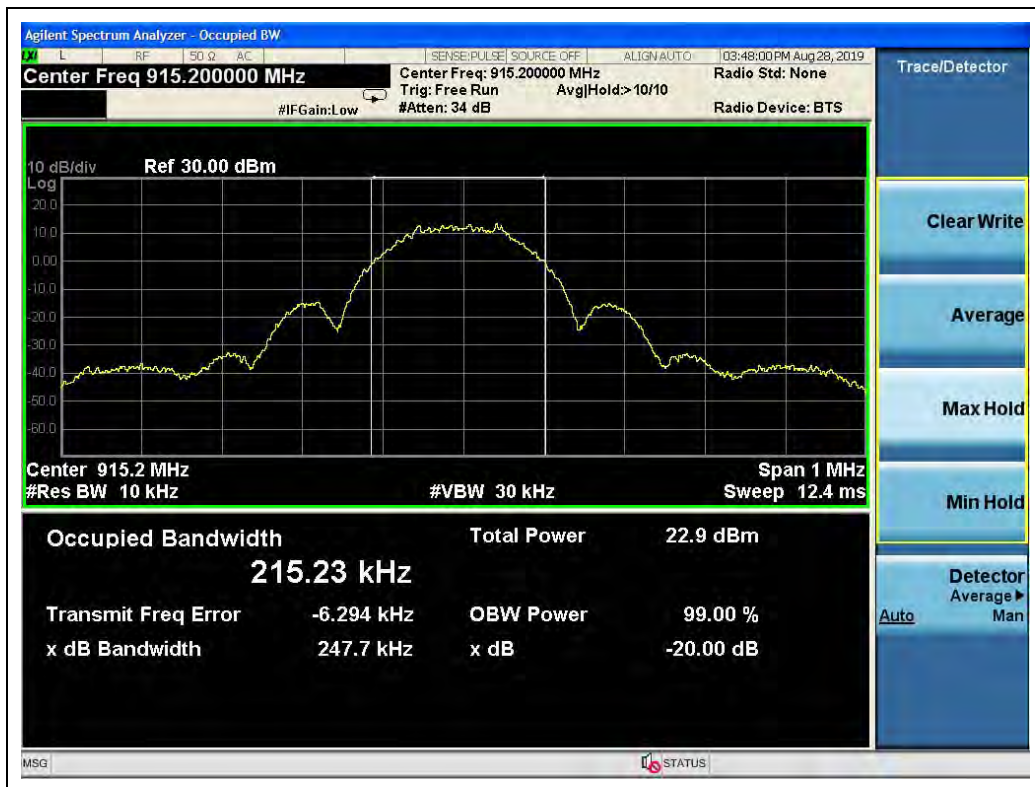 Agilent Spectrum Analyzer - Occupied BW
LXI L RF 50 Ω AC SENSE:PULSE SOURCE OFF ALIGN AUTO 03:48:00 PM Aug 28, 2019
Center Freq 915.200000 MHz
Center Freq: 915.200000 MHz
Radio Std: None
Trig: Free Run Avg|Hold:>10/10
#IFGain:Low
#Atten: 34 dB
Radio Device: BTS
10 dB/div Ref 30.00 dBm
Log
20.0
10.0
0.00
-10.0
-20.0
-30.0
-40.0
-50.0
-60.0
Center 915.2 MHz
Span 1 MHz
#Res BW 10 kHz
#VBW 30 kHz
Sweep 12.4 ms
Occupied Bandwidth
215.23 kHz
Total Power 22.9 dBm
Transmit Freq Error -6.294 kHz
OBW Power 99.00 %
x dB Bandwidth 247.7 kHz
x dB -20.00 dB
MSG
STATUS
Trace/Detector
Clear Write
Average
Max Hold
Min Hold
Detector
Average▶
Auto Man